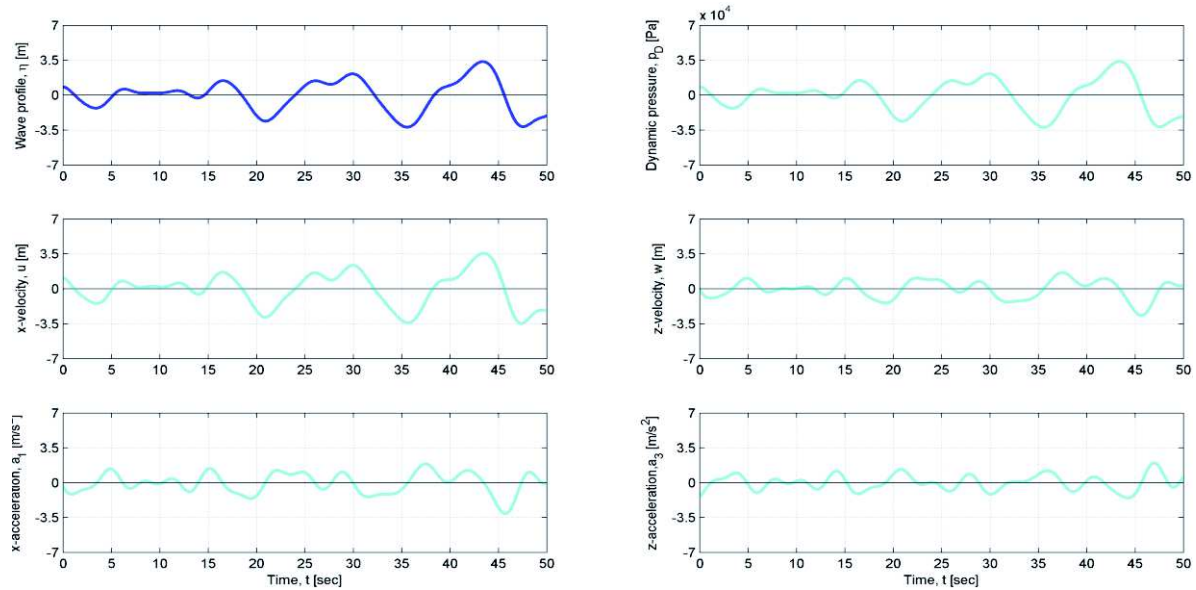 Wave profile, η [m]
7
3.5
0
-3.5
-7
0 5 10 15 20 25 30 35 40 45 50
x 10⁴
Dynamic pressure, p_D [Pa]
7
3.5
0
-3.5
-7
0 5 10 15 20 25 30 35 40 45 50
x-velocity, u [m]
7
3.5
0
-3.5
-7
0 5 10 15 20 25 30 35 40 45 50
z-velocity, w [m]
7
3.5
0
-3.5
-7
0 5 10 15 20 25 30 35 40 45 50
x-acceleration, a₁ [m/s²]
7
3.5
0
-3.5
-7
0 5 10 15 20 25 30 35 40 45 50
Time, t [sec]
z-acceleration,a₃ [m/s²]
7
3.5
0
-3.5
-7
0 5 10 15 20 25 30 35 40 45 50
Time, t [sec]